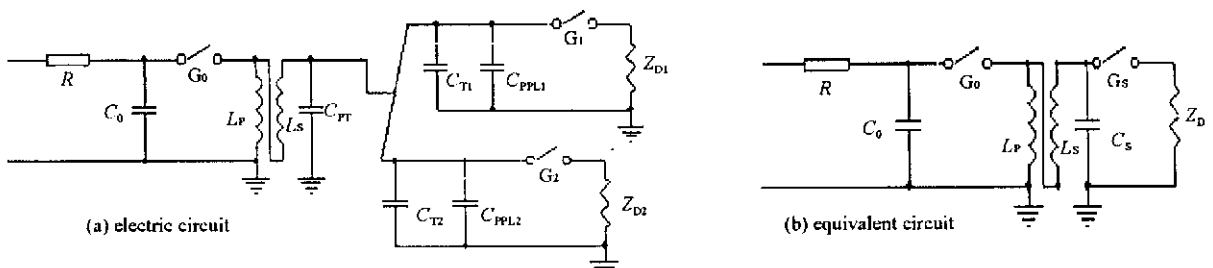 R
C0
G0
LP
LS
CPT
CT1
CPPL1
G1
ZD1
CT2
CPPL2
G2
ZD2
(a) electric circuit
R
C0
G0
LP
LS
CS
GS
ZD
(b) equivalent circuit